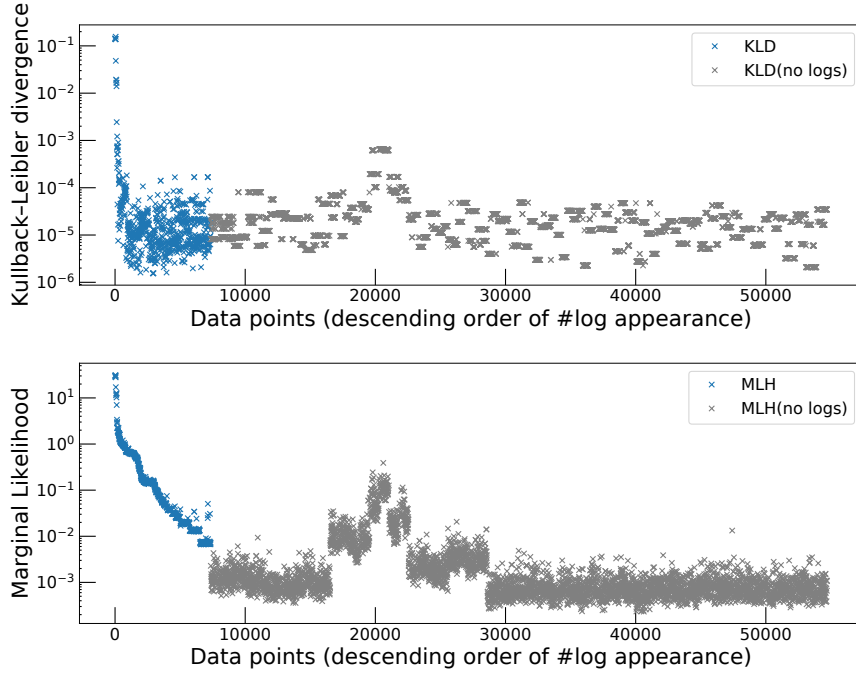 Kullback–Leibler divergence
10⁻¹
10⁻²
10⁻³
10⁻⁴
10⁻⁵
10⁻⁶
KLD
KLD(no logs)
0 10000 20000 30000 40000 50000
Data points (descending order of #log appearance)
Marginal Likelihood
10¹
10⁰
10⁻¹
10⁻²
10⁻³
MLH
MLH(no logs)
0 10000 20000 30000 40000 50000
Data points (descending order of #log appearance)